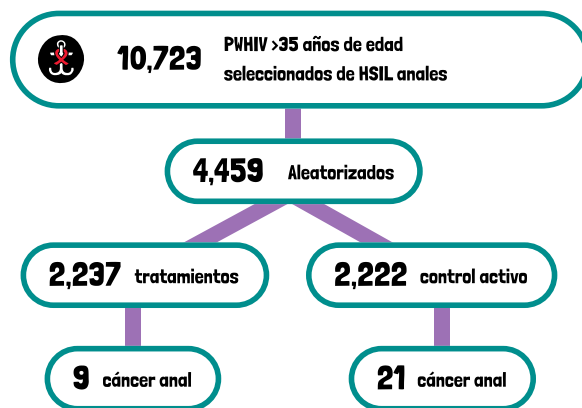 10,723 PWHIV >35 años de edad
seleccionados de HSIL anales
4,459 Aleatorizados
2,237 tratamientos
2,222 control activo
9 cáncer anal
21 cáncer anal